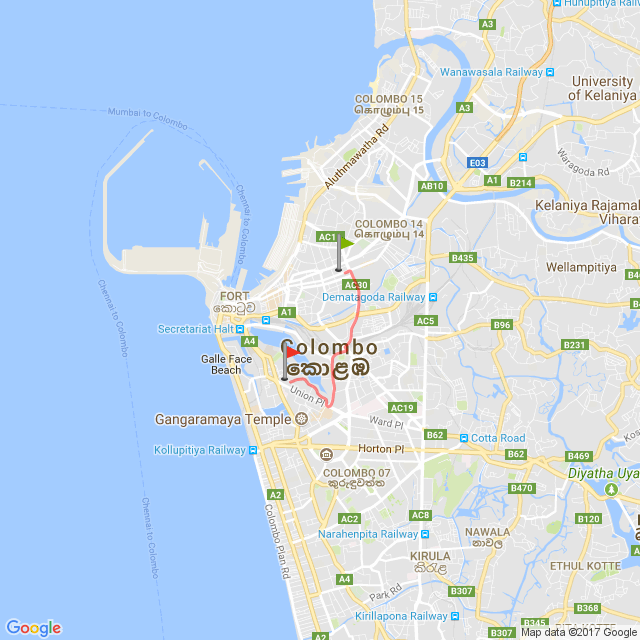 Hunupitiya Railway
A3
Wanawasala Railway
University
of Kelaniya
COLOMBO 15
கொழும்பு 15
A3
Mumbai to Colombo
Aluthmawatha Rd
E03
Waragoda Rd
A1
AB10
B214
Chennai to Colombo
Kelaniya Rajamaha
Vihara
COLOMBO 14
கொழும்பு 14
AC1
B435
Wellampitiya
AC30
FORT
කොටුව
Dematagoda Railway
Chennai to Colombo
A1
AC5
B96
Secretariat Halt
A4
B231
Galle Face
Beach
Colombo
කොළඹ
Union Pl
AC19
Gangaramaya Temple
Ward Pl
B62
Cotta Road
Kollupitiya Railway
Horton Pl
B62
B469
COLOMBO 07
කුරුඳුවත්ත
Diyatha Uya
B470
A2
Chennai to Colombo
Colombo Plan Rd
AC2
AC8
B120
Narahenpita Railway
NAWALA
නාවල
KIRULA
කිරුළ
ETHUL KOTTE
A4
Park Rd
B307
B307
B368
A2
Kirillapona Railway
B345
Google
Map data ©2017 Google